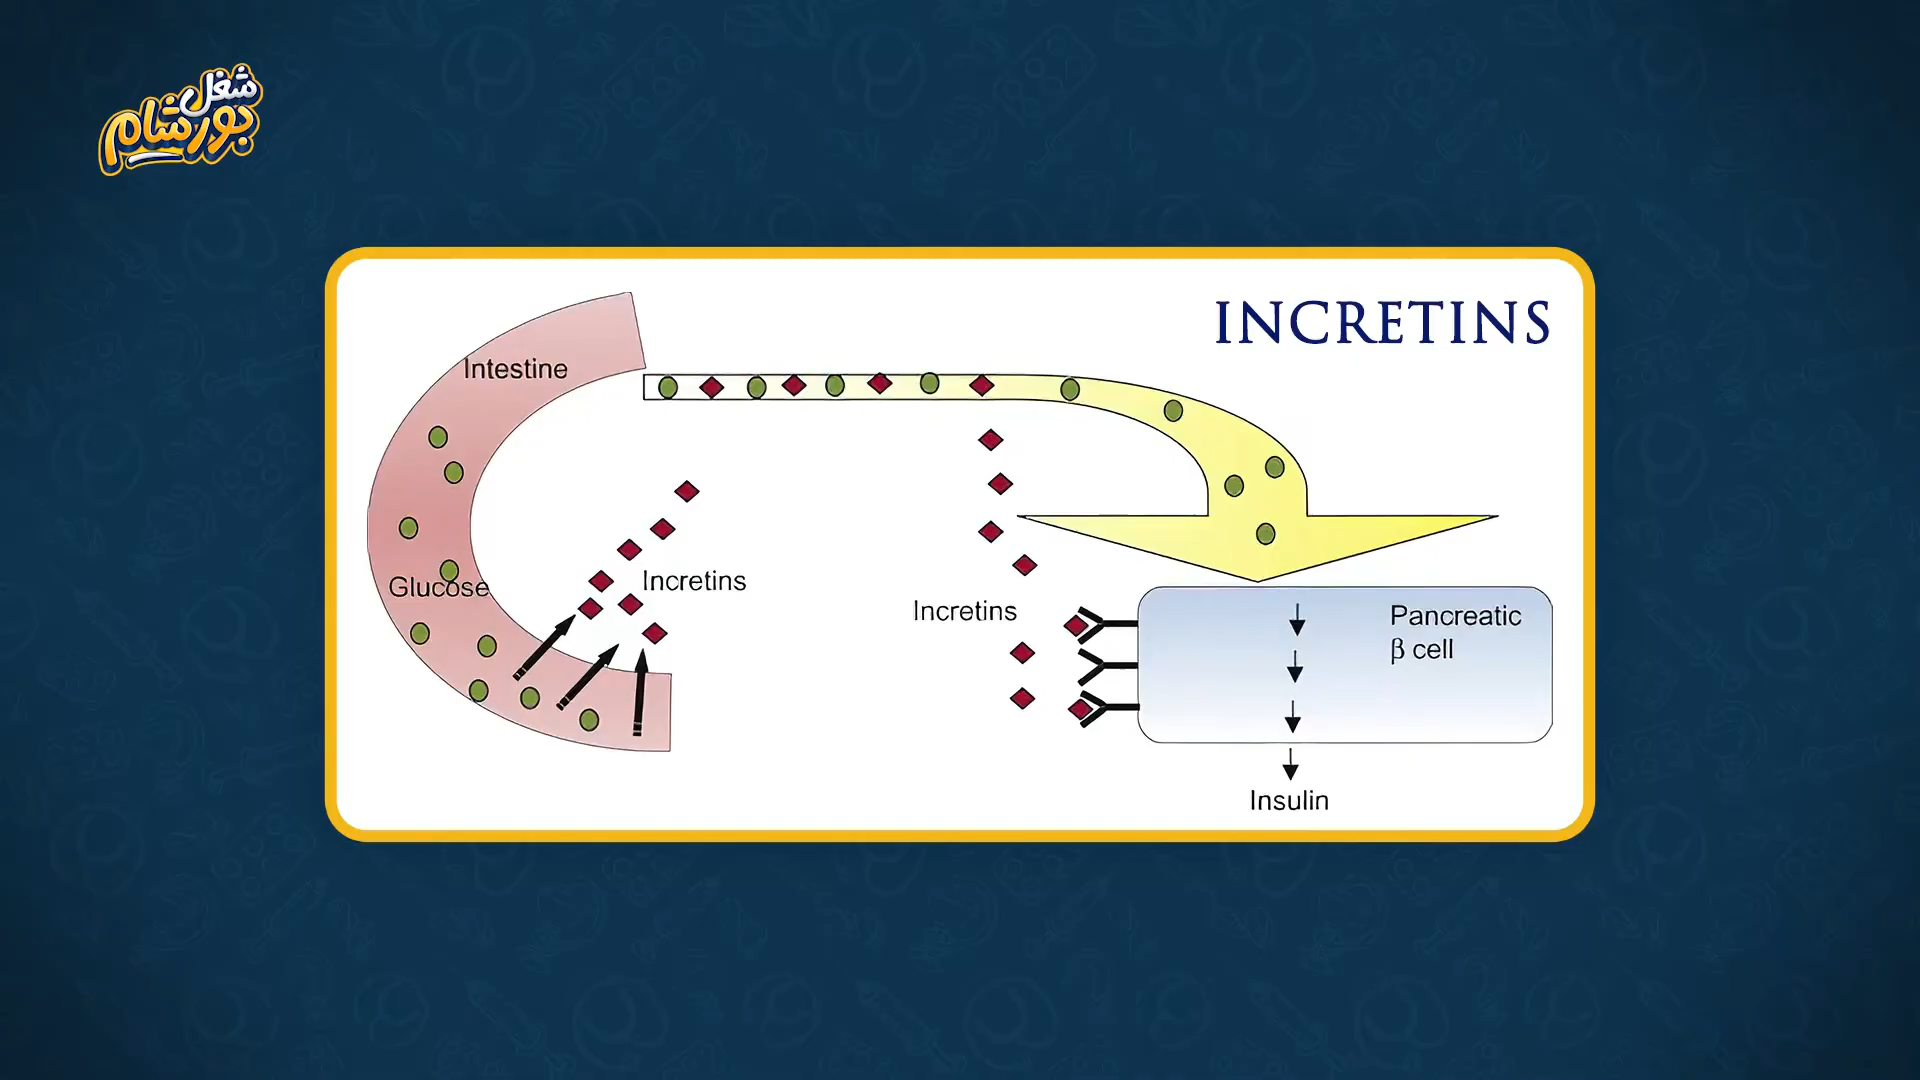 شغل
بورشام
INCRETINS
Intestine
Glucose
Incretins
Incretins
Pancreatic
β cell
Insulin